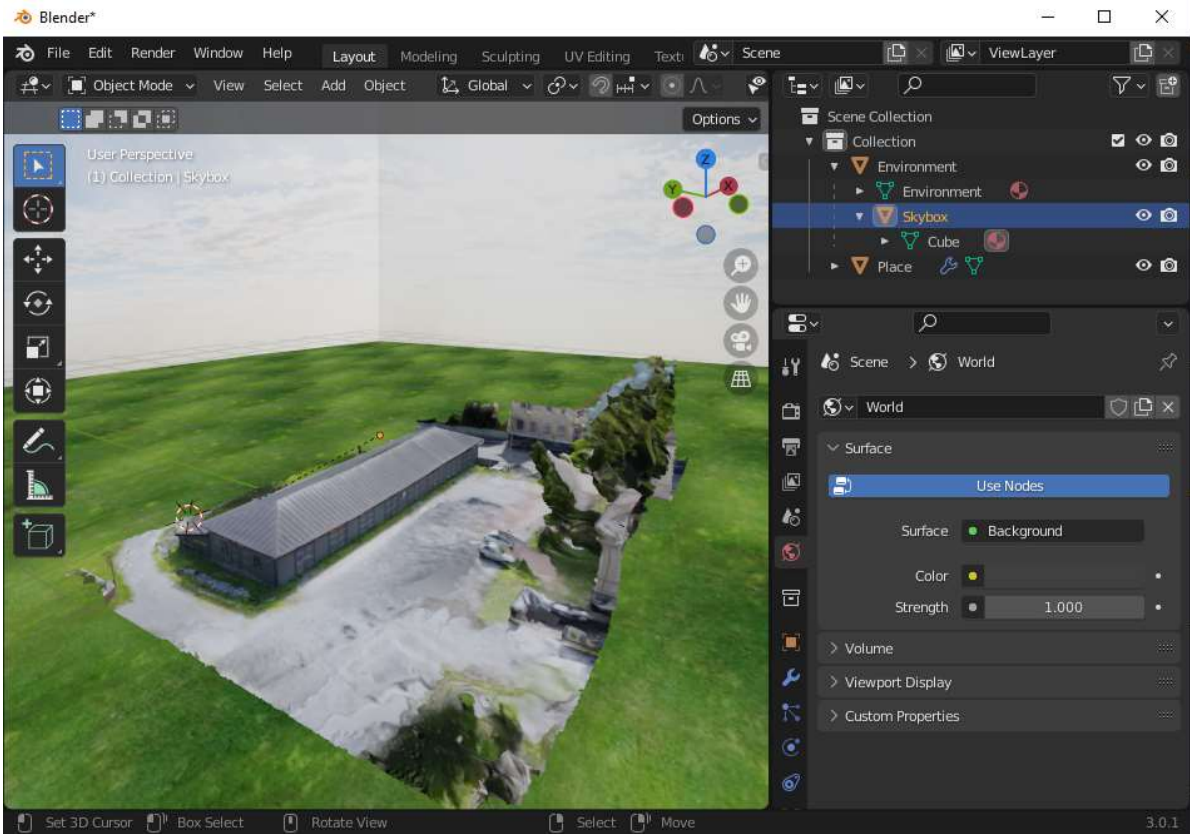 Blender*
File Edit Render Window Help Layout Modeling Sculpting UV Editing Scene ViewLayer
Object Mode View Select Add Object Global
Options
User Perspective
(1) Collection | Skybox
Z
Y
X
Scene Collection
Collection
Environment
Environment
Skybox
Cube
Place
Scene > World
World
Surface
Use Nodes
Surface Background
Color
Strength 1.000
Volume
Viewport Display
Custom Properties
Set 3D Cursor Box Select Rotate View Select Move 3.0.1